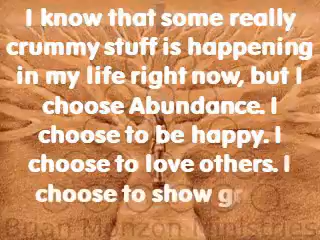 I know that some really
crummy stuff is happening
in my life right now, but I
choose Abundance. I
choose to be happy. I
choose to love others. I
choose to show gr
Brian Monzon Ministries